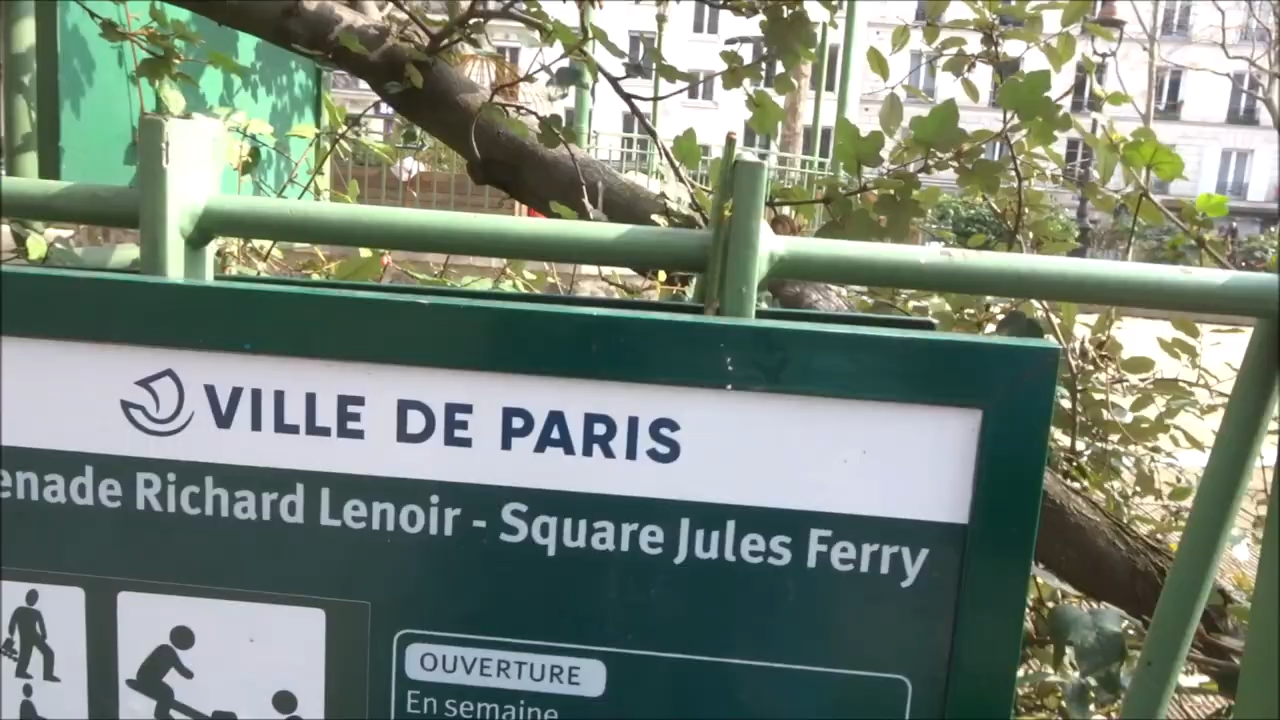 VILLE DE PARIS
enade Richard Lenoir - Square Jules Ferry
OUVERTURE
En semaine